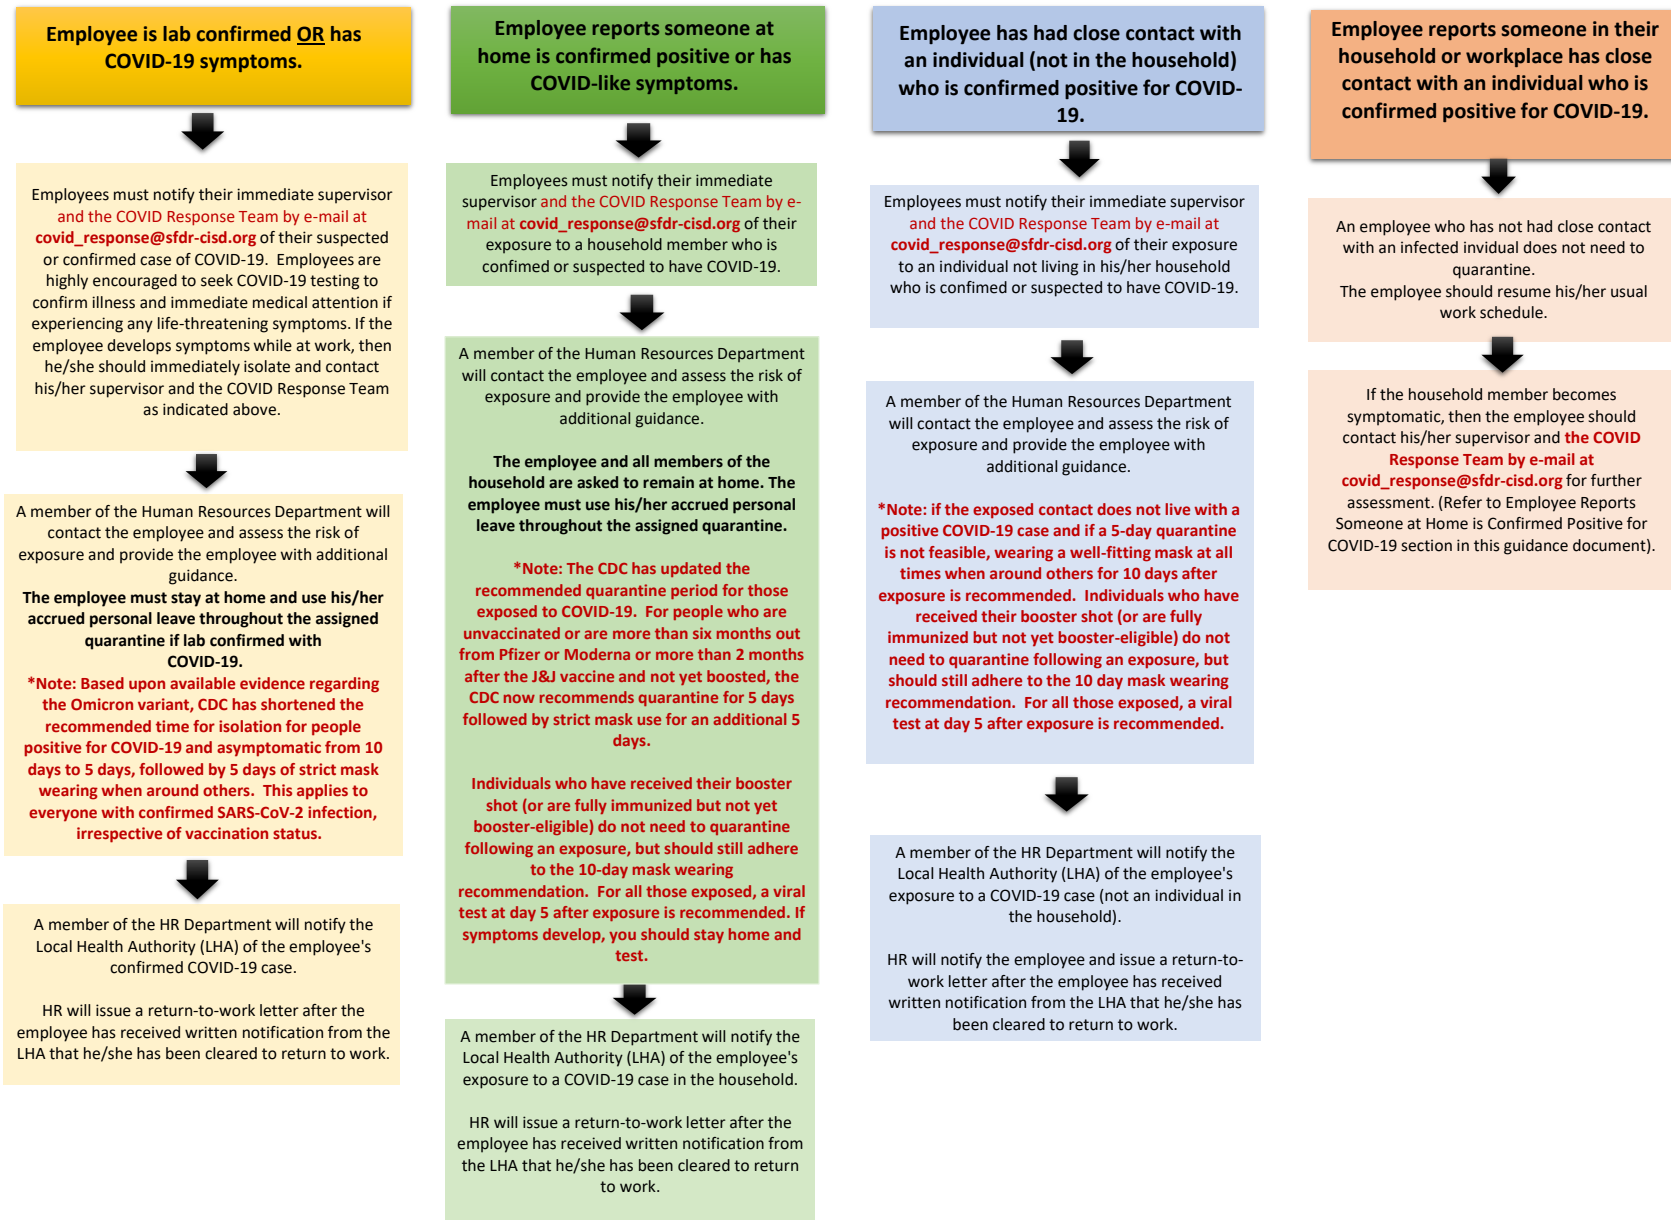 Employee is lab confirmed OR has
COVID-19 symptoms.
Employees must notify their immediate supervisor
and the COVID Response Team by e-mail at
covid_response@sfdr-cisd.org of their suspected
or confirmed case of COVID-19.  Employees are
highly encouraged to seek COVID-19 testing to
confirm illness and immediate medical attention if
experiencing any life-threatening symptoms. If the
employee develops symptoms while at work, then
he/she should immediately isolate and contact
his/her supervisor and the COVID Response Team
as indicated above.
A member of the Human Resources Department will
contact the employee and assess the risk of
exposure and provide the employee with additional
guidance.
The employee must stay at home and use his/her
accrued personal leave throughout the assigned
quarantine if lab confirmed with
COVID-19.
*Note: Based upon available evidence regarding
the Omicron variant, CDC has shortened the
recommended time for isolation for people
positive for COVID-19 and asymptomatic from 10
days to 5 days, followed by 5 days of strict mask
wearing when around others.  This applies to
everyone with confirmed SARS-CoV-2 infection,
irrespective of vaccination status.
A member of the HR Department will notify the
Local Health Authority (LHA) of the employee's
confirmed COVID-19 case.
HR will issue a return-to-work letter after the
employee has received written notification from the
LHA that he/she has been cleared to return to work.
Employee reports someone at
home is confirmed positive or has
COVID-like symptoms.
Employees must notify their immediate
supervisor and the COVID Response Team by e-
mail at covid_response@sfdr-cisd.org of their
exposure to a household member who is
confimed or suspected to have COVID-19.
A member of the Human Resources Department
will contact the employee and assess the risk of
exposure and provide the employee with
additional guidance.
The employee and all members of the
household are asked to remain at home. The
employee must use his/her accrued personal
leave throughout the assigned quarantine.
*Note: The CDC has updated the
recommended quarantine period for those
exposed to COVID-19.  For people who are
unvaccinated or are more than six months out
from Pfizer or Moderna or more than 2 months
after the J&J vaccine and not yet boosted, the
CDC now recommends quarantine for 5 days
followed by strict mask use for an additional 5
days.
Individuals who have received their booster
shot (or are fully immunized but not yet
booster-eligible) do not need to quarantine
following an exposure, but should still adhere
to the 10-day mask wearing
recommendation.  For all those exposed, a viral
test at day 5 after exposure is recommended. If
symptoms develop, you should stay home and
test.
A member of the HR Department will notify the
Local Health Authority (LHA) of the employee's
exposure to a COVID-19 case in the household.
HR will issue a return-to-work letter after the
employee has received written notification from
the LHA that he/she has been cleared to return
to work.
Employee has had close contact with
an individual (not in the household)
who is confirmed positive for COVID-
19.
Employees must notify their immediate supervisor
and the COVID Response Team by e-mail at
covid_response@sfdr-cisd.org of their exposure
to an individual not living in his/her household
who is confimed or suspected to have COVID-19.
A member of the Human Resources Department
will contact the employee and assess the risk of
exposure and provide the employee with
additional guidance.
*Note: if the exposed contact does not live with a
positive COVID-19 case and if a 5-day quarantine
is not feasible, wearing a well-fitting mask at all
times when around others for 10 days after
exposure is recommended.  Individuals who have
received their booster shot (or are fully
immunized but not yet booster-eligible) do not
need to quarantine following an exposure, but
should still adhere to the 10 day mask wearing
recommendation.  For all those exposed, a viral
test at day 5 after exposure is recommended.
A member of the HR Department will notify the
Local Health Authority (LHA) of the employee's
exposure to a COVID-19 case (not an individual in
the household).
HR will notify the employee and issue a return-to-
work letter after the employee has received
written notification from the LHA that he/she has
been cleared to return to work.
Employee reports someone in their
household or workplace has close
contact with an individual who is
confirmed positive for COVID-19.
An employee who has not had close contact
with an infected invidual does not need to
quarantine.
The employee should resume his/her usual
work schedule.
If the household member becomes
symptomatic, then the employee should
contact his/her supervisor and the COVID
Response Team by e-mail at
covid_response@sfdr-cisd.org for further
assessment. (Refer to Employee Reports
Someone at Home is Confirmed Positive for
COVID-19 section in this guidance document).